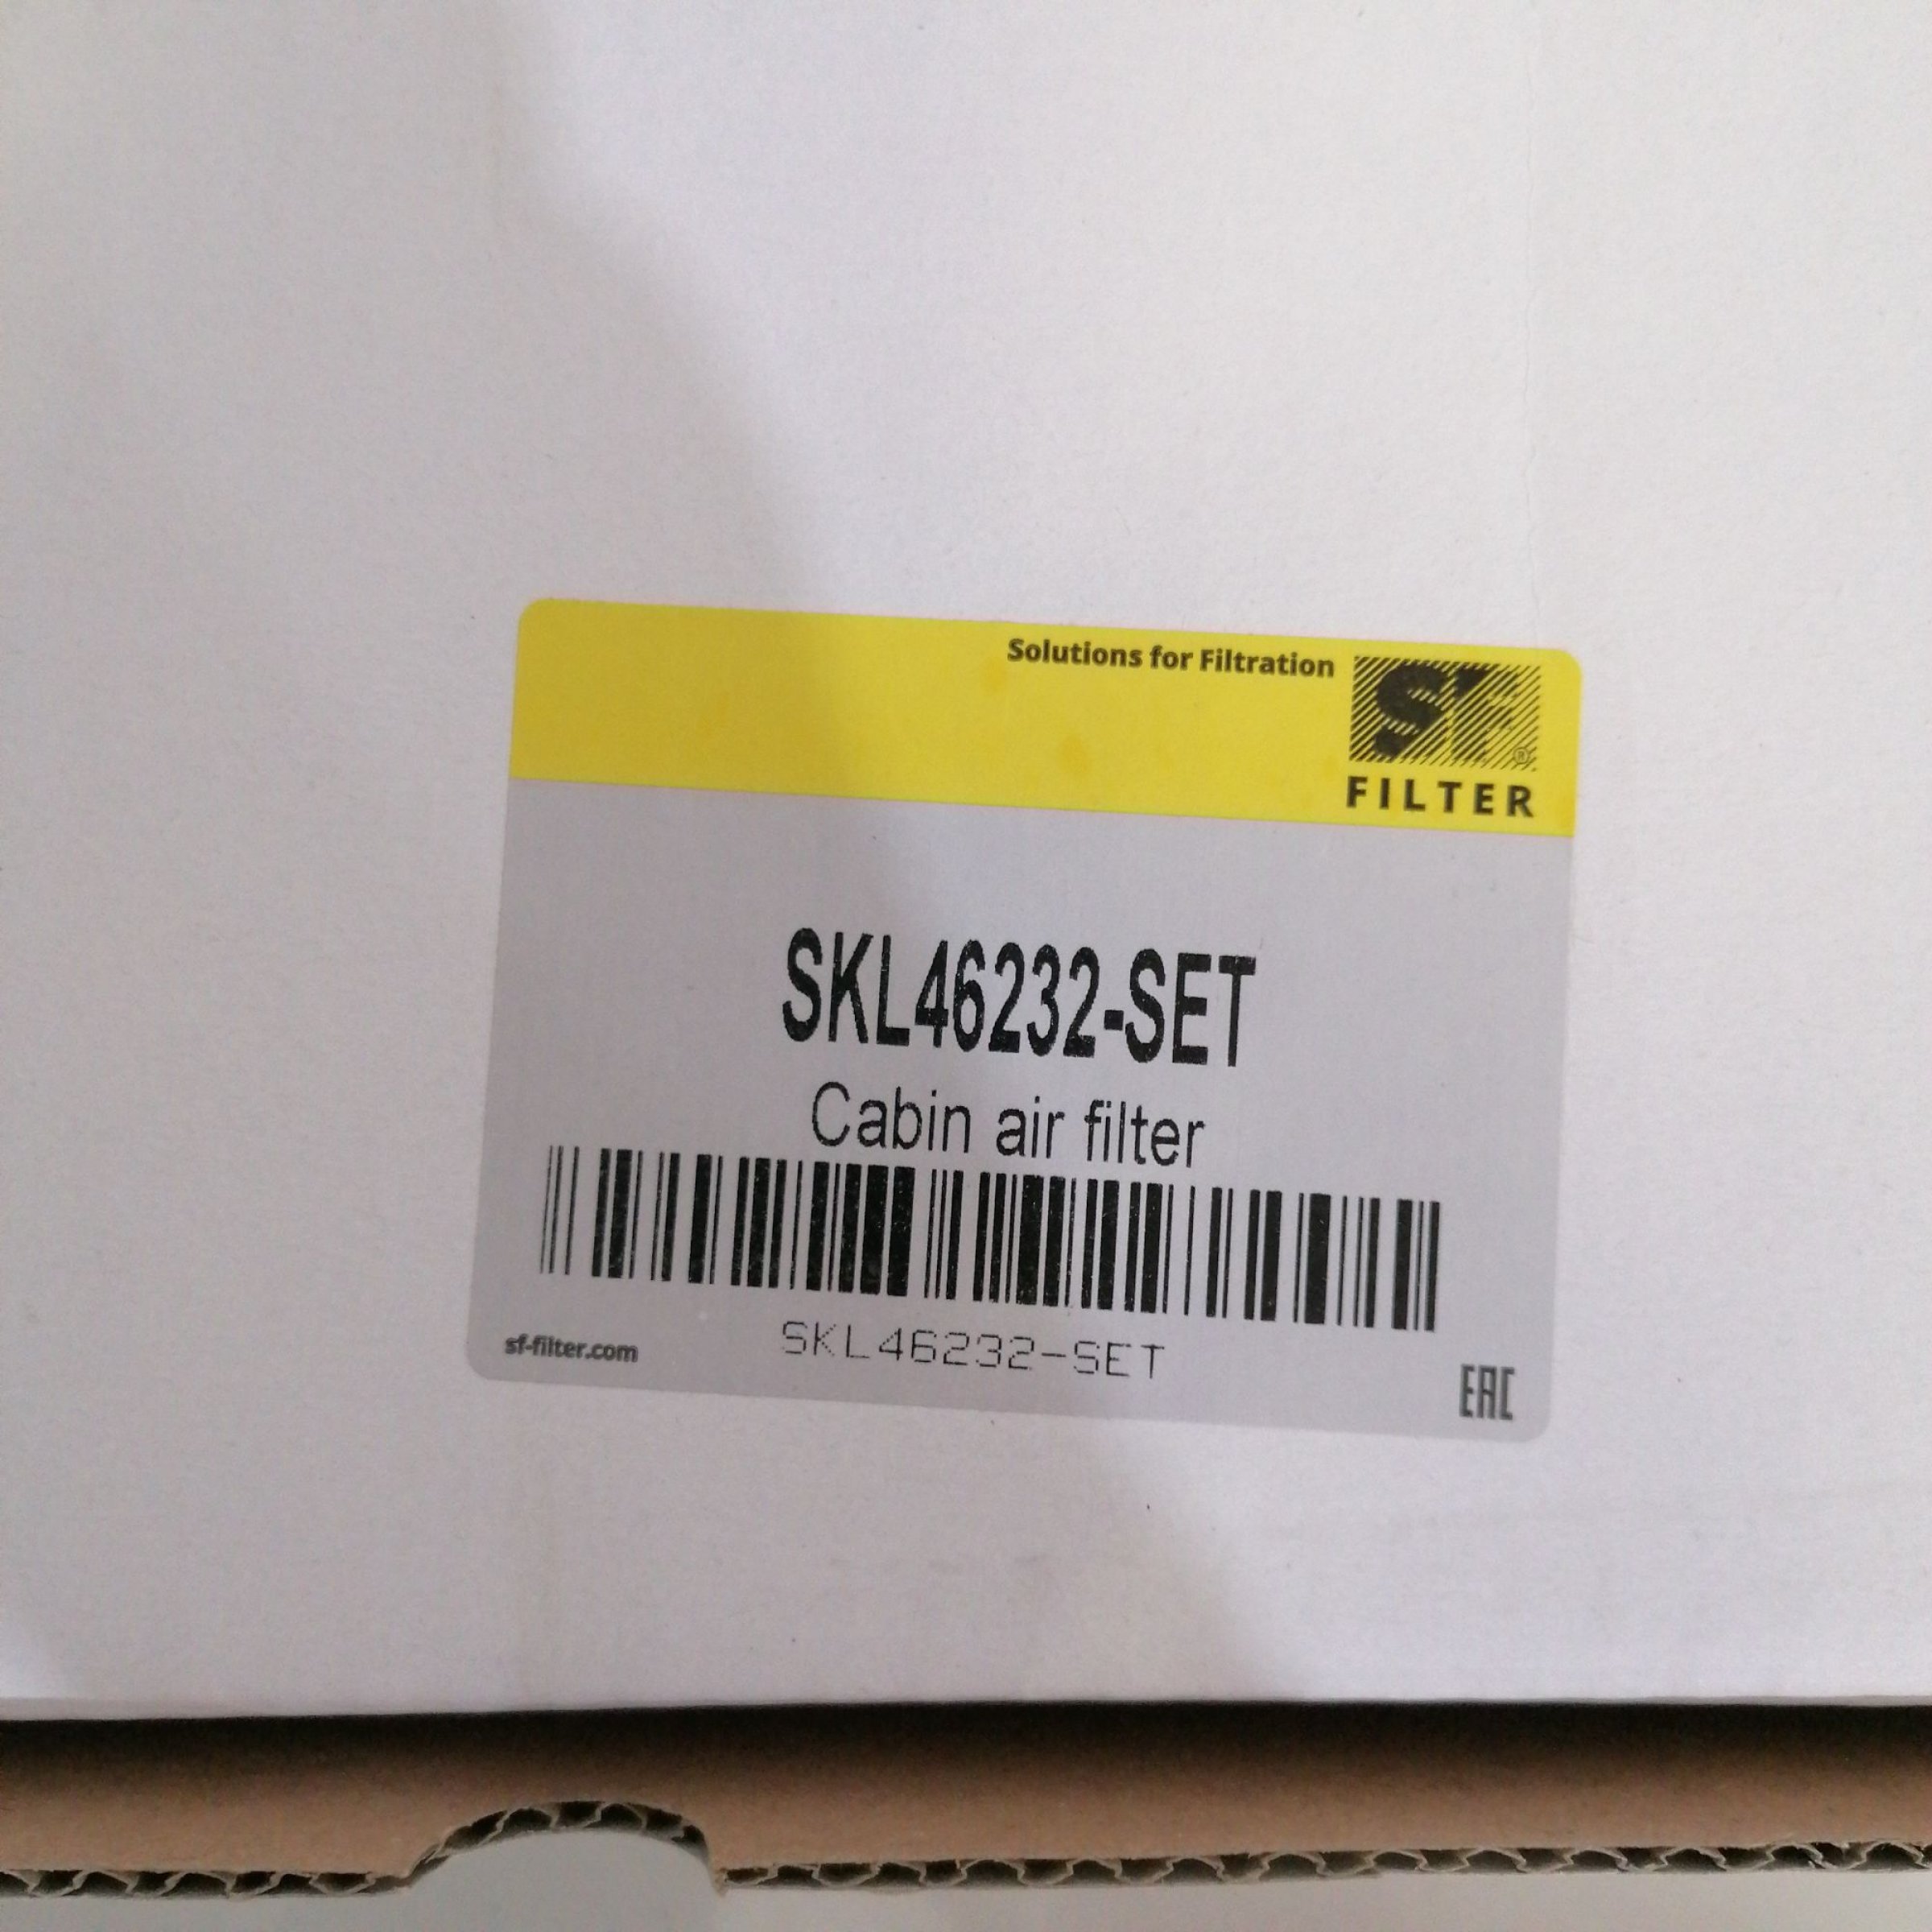 Solutions for Filtration
SF
®
FILTER
SKL46232-SET
Cabin air filter
SKL46232-SET
sf-filter.com
EAC